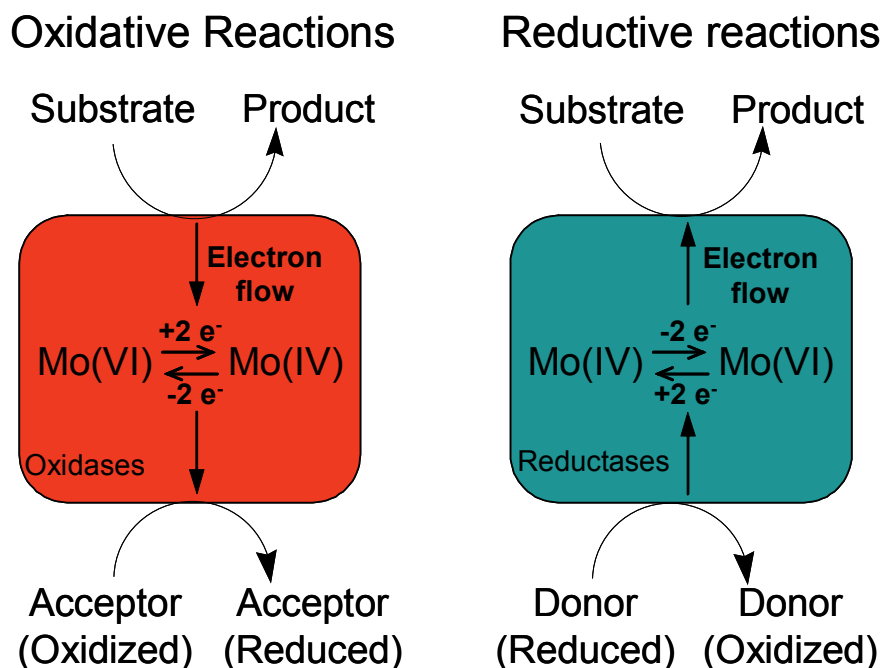 Oxidative Reactions
Substrate Product
Electron
flow
+2 e-
Mo(VI) Mo(IV)
-2 e-
Oxidases
Acceptor Acceptor
(Oxidized) (Reduced)
Reductive reactions
Substrate Product
Electron
flow
-2 e-
Mo(IV) Mo(VI)
+2 e-
Reductases
Donor Donor
(Reduced) (Oxidized)